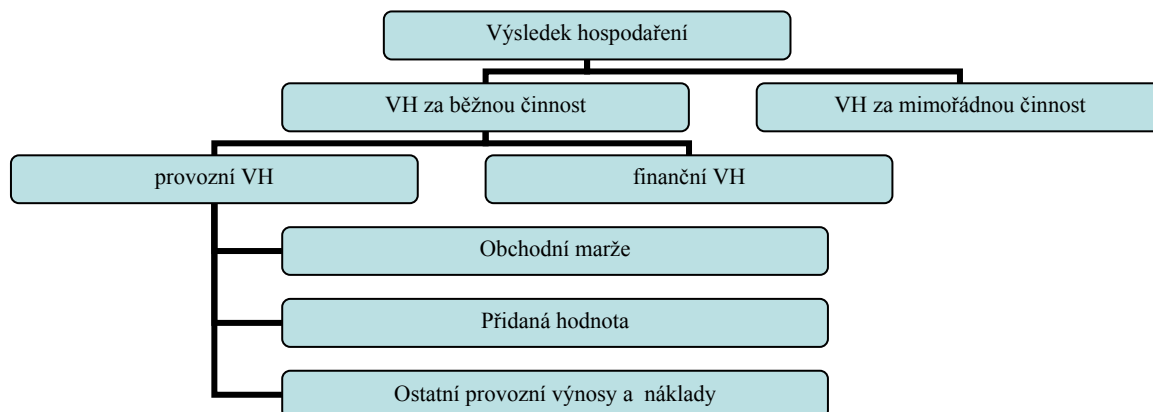 Výsledek hospodaření
VH za běžnou činnost
VH za mimořádnou činnost
provozní VH
finanční VH
Obchodní marže
Přidaná hodnota
Ostatní provozní výnosy a  náklady